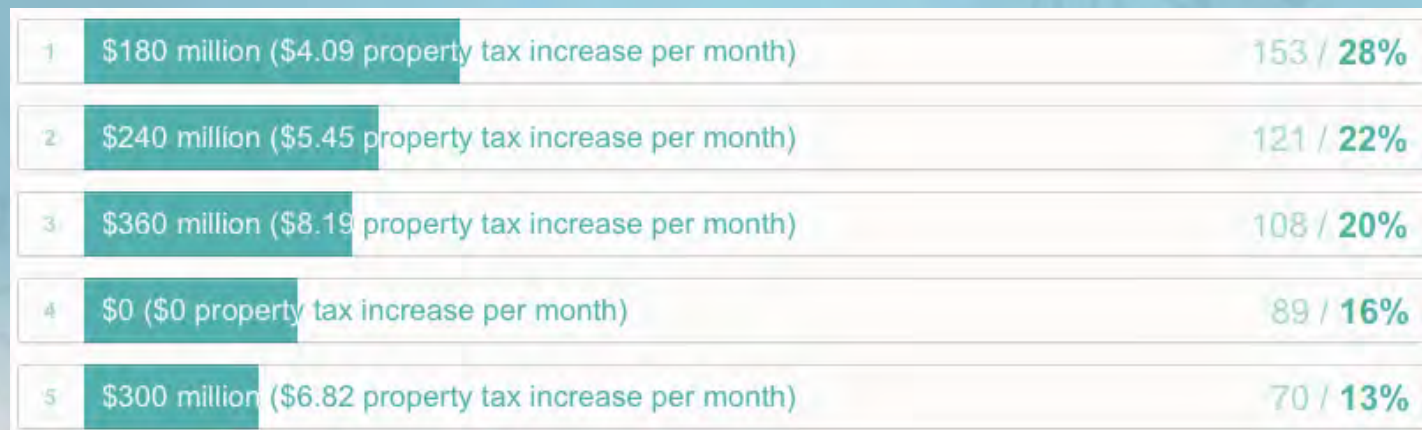 1 $180 million ($4.09 property tax increase per month) 153 / 28%
2 $240 million ($5.45 property tax increase per month) 121 / 22%
3 $360 million ($8.19 property tax increase per month) 108 / 20%
4 $0 ($0 property tax increase per month) 89 / 16%
5 $300 million ($6.82 property tax increase per month) 70 / 13%